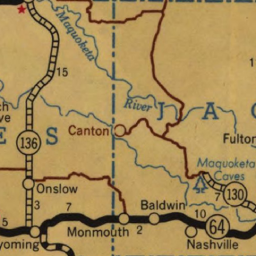 Maquoketa
15
River
J A
136
E S
Canton
Fulton
Maquoketa
Caves
7
130
Onslow
3
7
Baldwin
5
10
64
yoming
Monmouth
2
Nashville